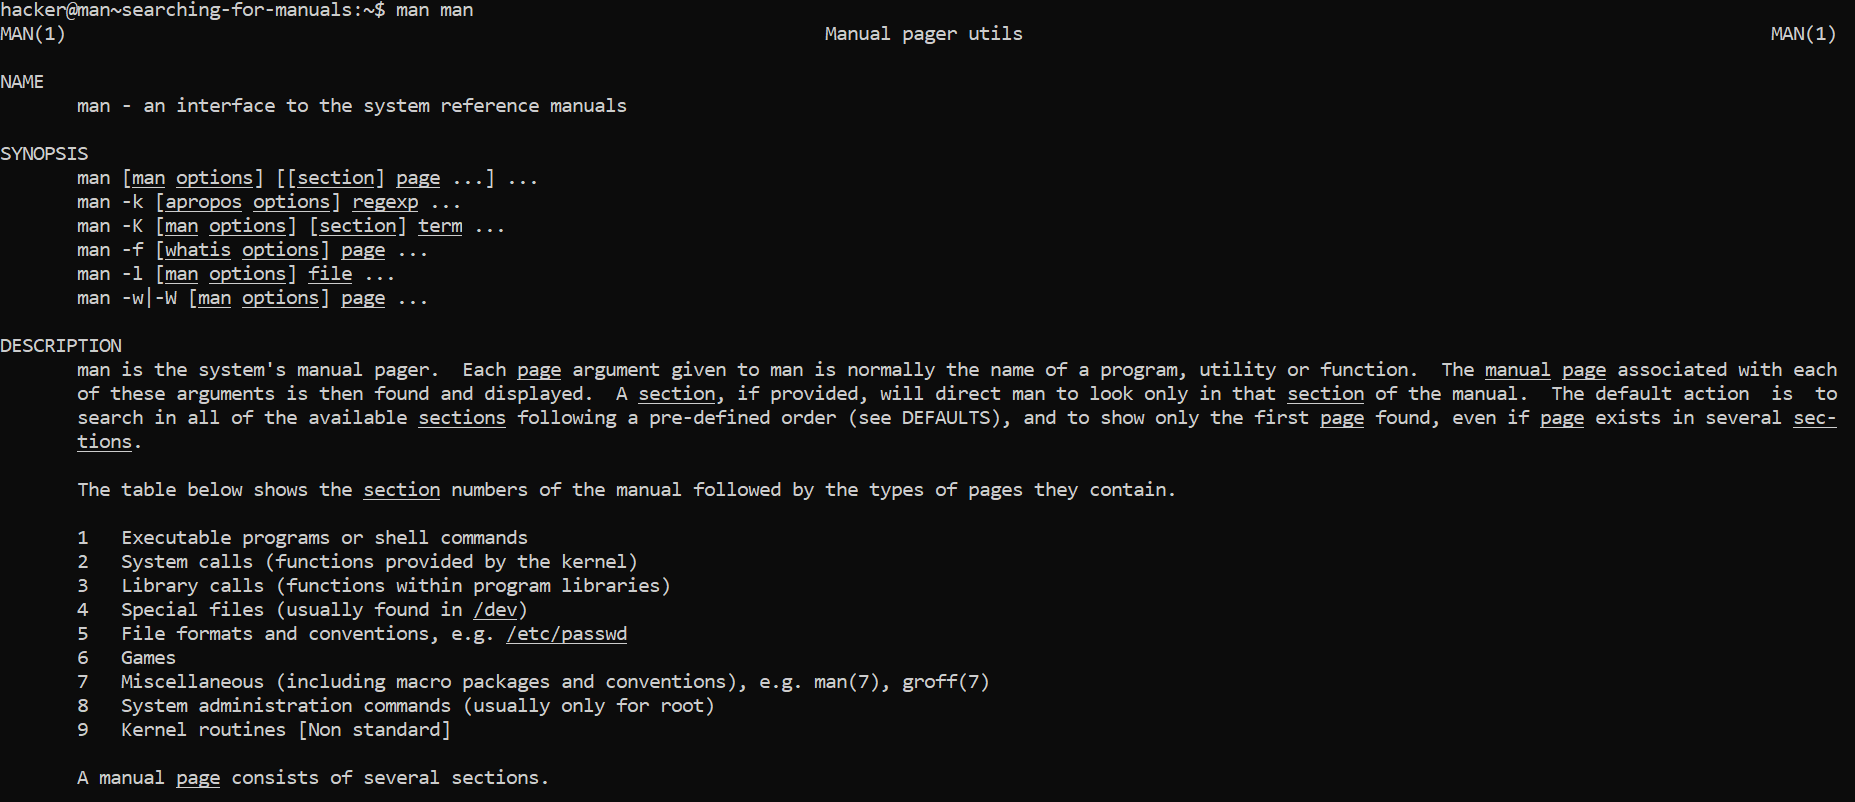 hacker@man~searching-for-manuals:~$ man man
MAN(1) Manual pager utils MAN(1)
NAME
man - an interface to the system reference manuals
SYNOPSIS
man [man options] [[section] page ...] ...
man -k [apropos options] regexp ...
man -K [man options] [section] term ...
man -f [whatis options] page ...
man -l [man options] file ...
man -w|-W [man options] page ...
DESCRIPTION
man is the system's manual pager. Each page argument given to man is normally the name of a program, utility or function. The manual page associated with each
of these arguments is then found and displayed. A section, if provided, will direct man to look only in that section of the manual. The default action is to
search in all of the available sections following a pre-defined order (see DEFAULTS), and to show only the first page found, even if page exists in several sec-
tions.
The table below shows the section numbers of the manual followed by the types of pages they contain.
1 Executable programs or shell commands
2 System calls (functions provided by the kernel)
3 Library calls (functions within program libraries)
4 Special files (usually found in /dev)
5 File formats and conventions, e.g. /etc/passwd
6 Games
7 Miscellaneous (including macro packages and conventions), e.g. man(7), groff(7)
8 System administration commands (usually only for root)
9 Kernel routines [Non standard]
A manual page consists of several sections.